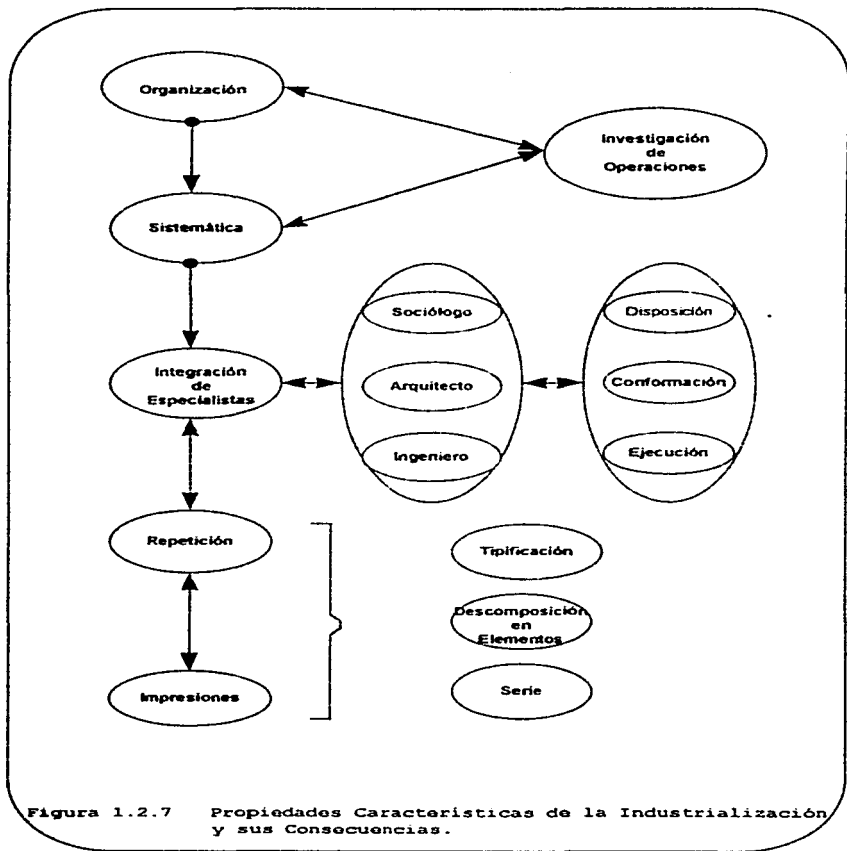 Organización
Investigación
de
Operaciones
Sistemática
Sociólogo
Disposición
Integración
de
Especialistas
Arquitecto
Conformación
Ingeniero
Ejecución
Repetición
Tipificación
Descomposición
en
Elementos
Impresiones
Serie
Figura 1.2.7 Propiedades Características de la Industrialización
y sus Consecuencias.